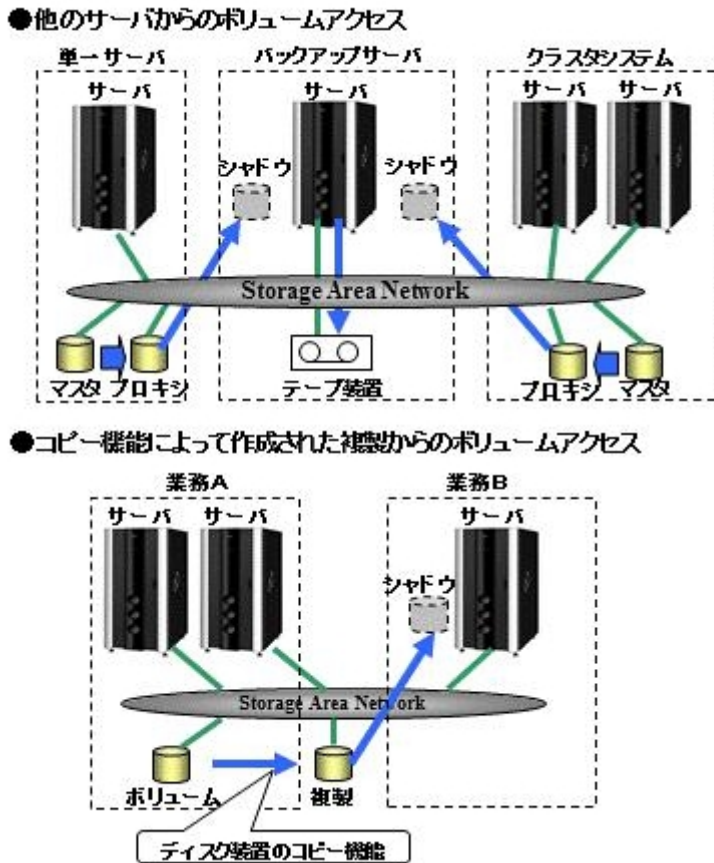 ●他のサーバからのボリュームアクセス
単一サーバ
バックアップサーバ
クラスタシステム
サーバ
サーバ
サーバ
サーバ
シャドウ
シャドウ
Storage Area Network
マスタ
プロキシ
テープ装置
プロキシ
マスタ
●コピー機能によって作成された複製からのボリュームアクセス
業務A
業務B
サーバ
サーバ
サーバ
シャドウ
Storage Area Network
ボリューム
複製
ディスク装置のコピー機能